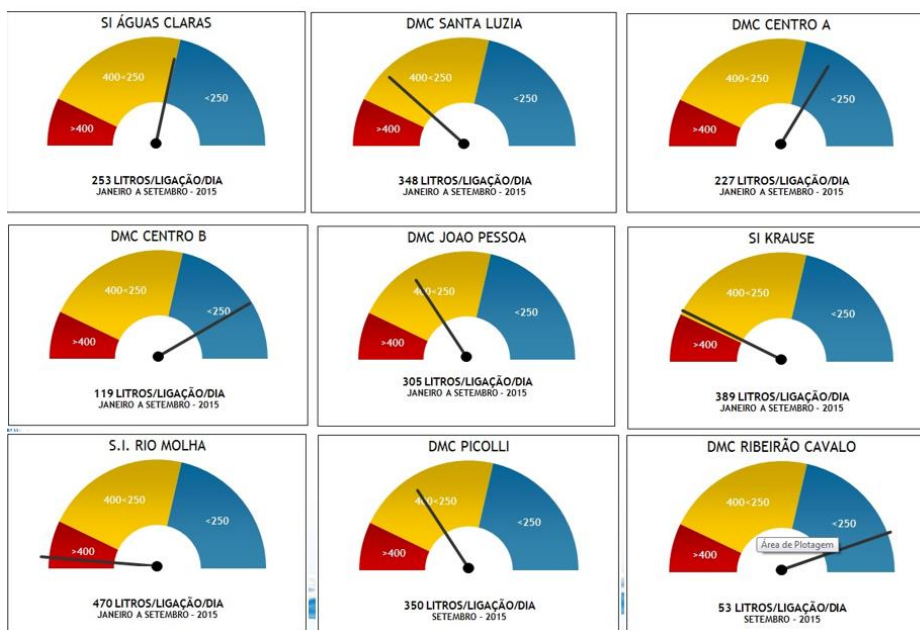 SI ÁGUAS CLARAS
400<250
<250
>400
253 LITROS/LIGAÇÃO/DIA
JANEIRO A SETEMBRO - 2015
DMC SANTA LUZIA
400<250
<250
>400
348 LITROS/LIGAÇÃO/DIA
JANEIRO A SETEMBRO - 2015
DMC CENTRO A
400<250
<250
>400
227 LITROS/LIGAÇÃO/DIA
JANEIRO A SETEMBRO - 2015
DMC CENTRO B
400<250
<250
>400
119 LITROS/LIGAÇÃO/DIA
JANEIRO A SETEMBRO - 2015
DMC JOAO PESSOA
400<250
<250
>400
305 LITROS/LIGAÇÃO/DIA
JANEIRO A SETEMBRO - 2015
SI KRAUSE
400<250
<250
>400
389 LITROS/LIGAÇÃO/DIA
JANEIRO A SETEMBRO - 2015
S.I. RIO MOLHA
400<250
<250
>400
470 LITROS/LIGAÇÃO/DIA
JANEIRO A SETEMBRO - 2015
DMC PICOLLI
400<250
<250
>400
350 LITROS/LIGAÇÃO/DIA
SETEMBRO - 2015
DMC RIBEIRÃO CAVALO
400<250
<250
Área de Plotagem
>400
53 LITROS/LIGAÇÃO/DIA
SETEMBRO - 2015